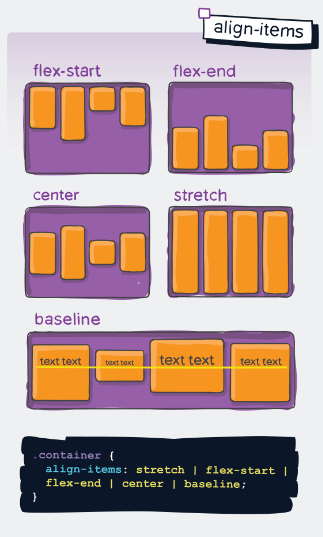 align-items
flex-start
flex-end
center
stretch
baseline
text text
text text
text text
text text
.container {
align-items: stretch | flex-start |
flex-end | center | baseline;
}